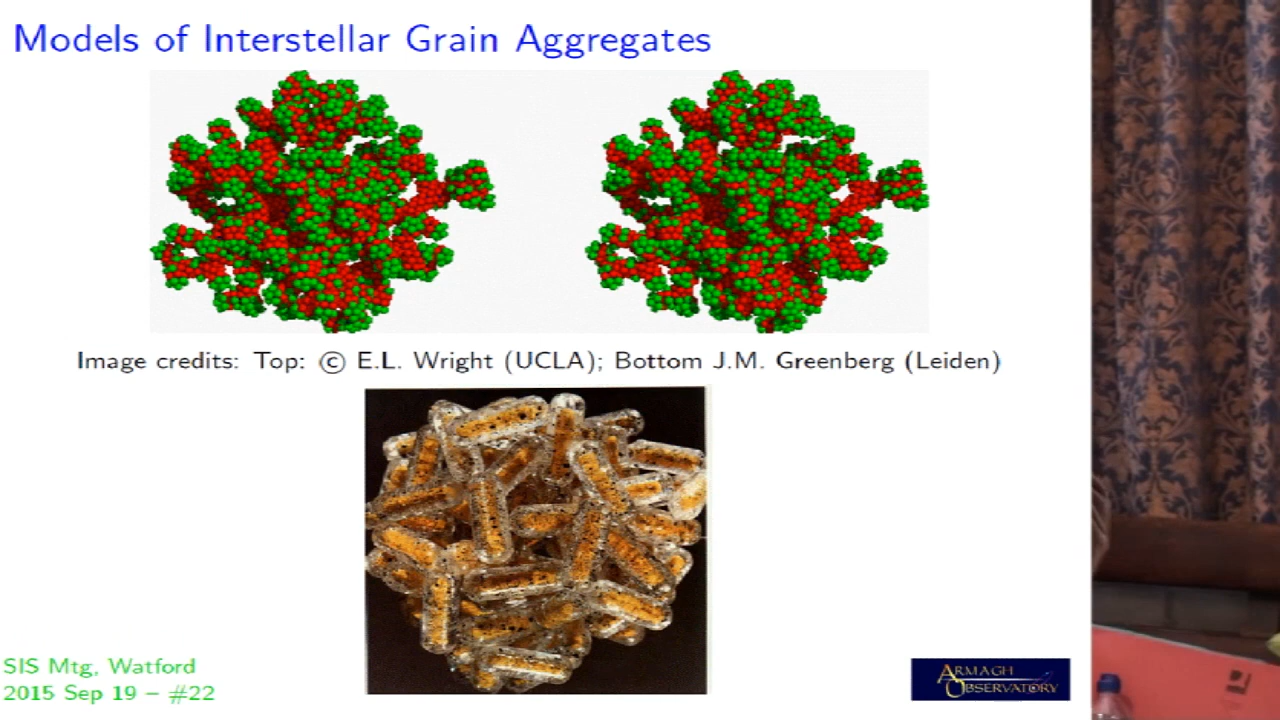 Models of Interstellar Grain Aggregates
Image credits: Top: © E.L. Wright (UCLA); Bottom J.M. Greenberg (Leiden)
SIS Mtg, Watford
2015 Sep 19 – #22
ARMAGH
OBSERVATORY